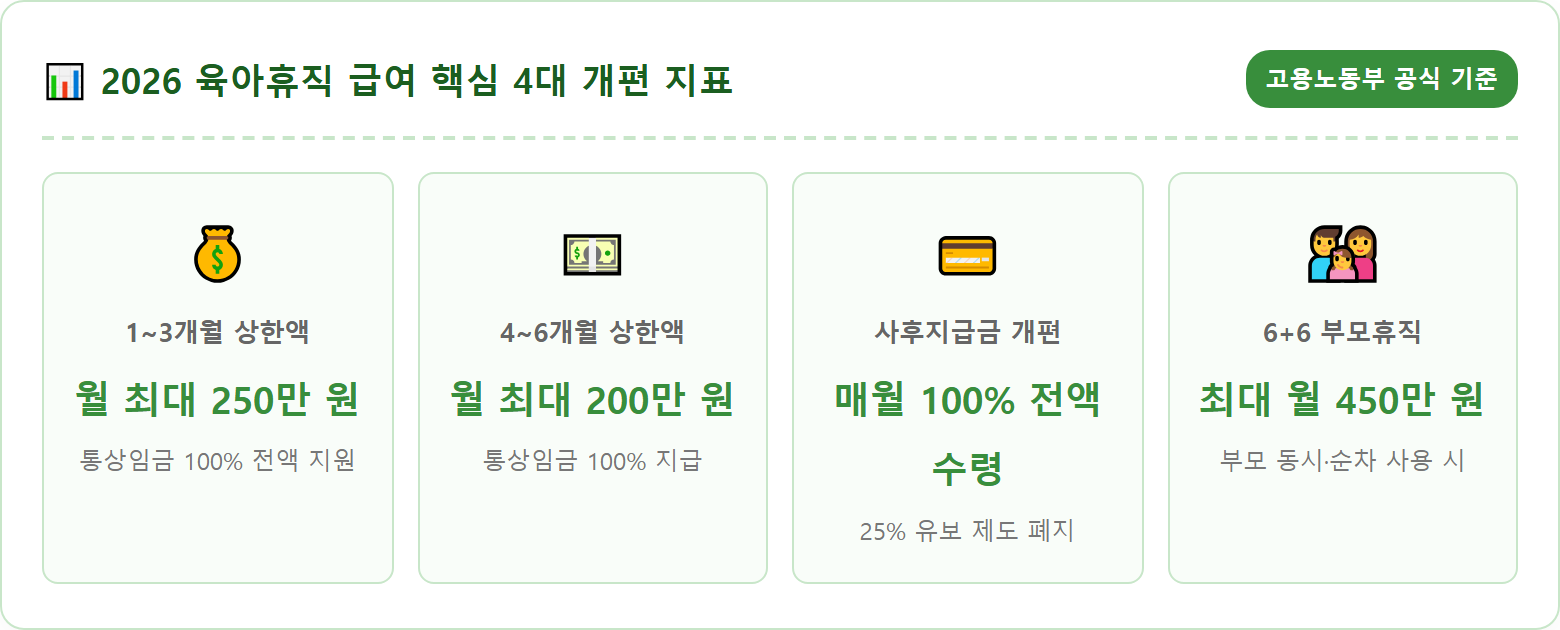 2026 육아휴직 급여 핵심 4대 개편 지표
고용노동부 공식 기준
1~3개월 상한액
월 최대 250만 원
통상임금 100% 전액 지원
4~6개월 상한액
월 최대 200만 원
통상임금 100% 지급
사후지급금 개편
매월 100% 전액
수령
25% 유보 제도 폐지
6+6 부모휴직
최대 월 450만 원
부모 동시·순차 사용 시